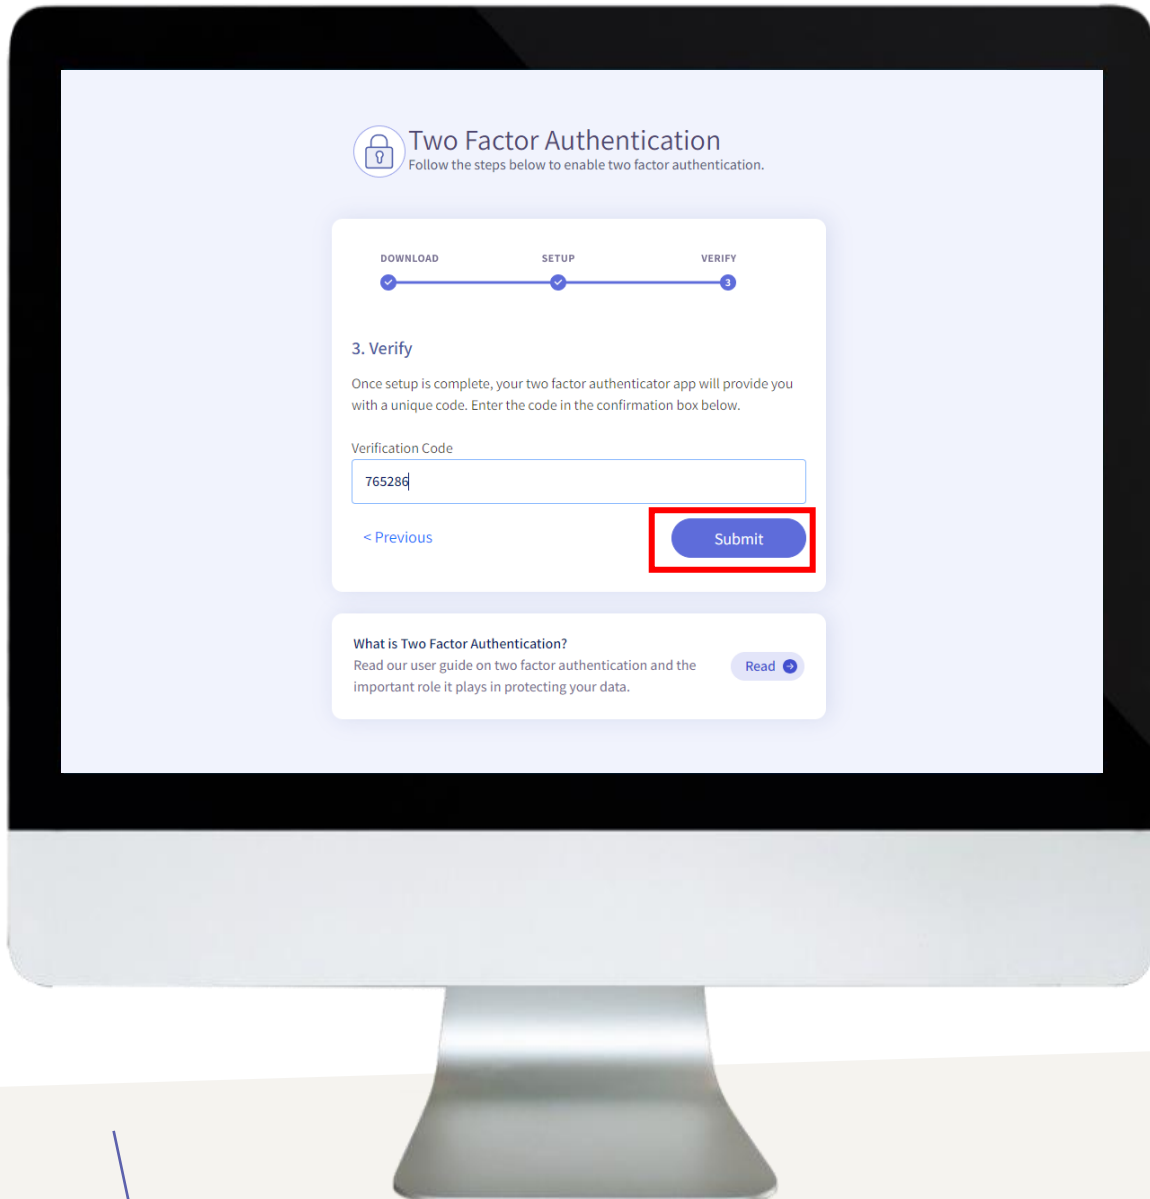 Two Factor Authentication
Follow the steps below to enable two factor authentication.
DOWNLOAD SETUP VERIFY
3
3. Verify
Once setup is complete, your two factor authenticator app will provide you
with a unique code. Enter the code in the confirmation box below.
Verification Code
765286
< Previous Submit
What is Two Factor Authentication?
Read our user guide on two factor authentication and the
important role it plays in protecting your data.
Read